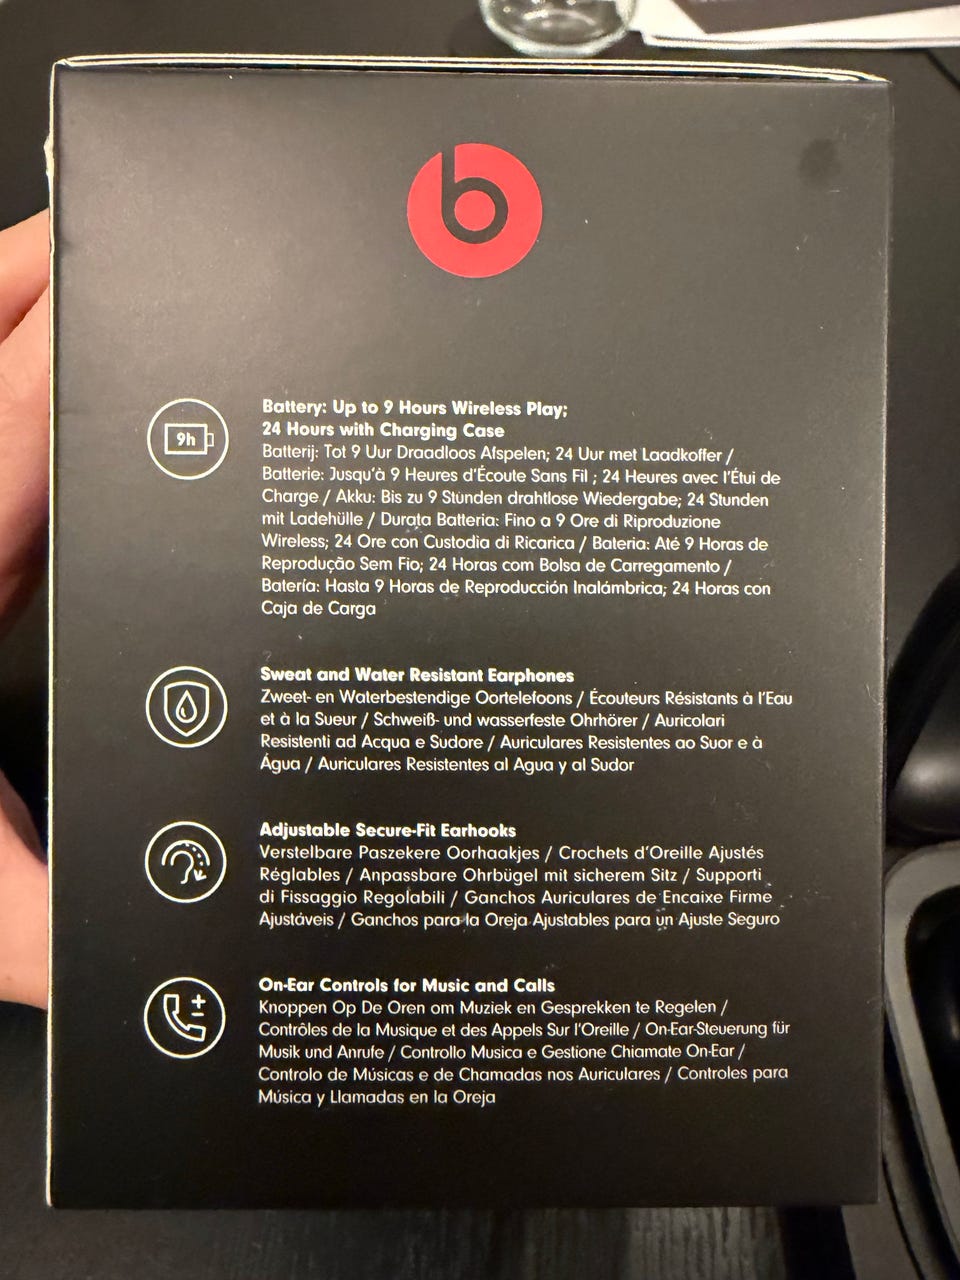 b
Battery: Up to 9 Hours Wireless Play;
24 Hours with Charging Case
9h
Batterij: Tot 9 Uur Draadloos Afspelen; 24 Uur met Laadkoffer /
Batterie: Jusqu'à 9 Heures d'Écoute Sans Fil ; 24 Heures avec l'Étui de
Charge / Akku: Bis zu 9 Stunden drahtlose Wiedergabe; 24 Stunden
mit Ladehülle / Durata Batteria: Fino a 9 Ore di Riproduzione
Wireless; 24 Ore con Custodia di Ricarica / Bateria: Até 9 Horas de
Reprodução Sem Fio; 24 Horas com Bolsa de Carregamento /
Batería: Hasta 9 Horas de Reproducción Inalámbrica; 24 Horas con
Caja de Carga
Sweat and Water Resistant Earphones
Zweet- en Waterbestendige Oortelefoons / Écouteurs Résistants à l'Eau
et à la Sueur / Schweiß- und wasserfeste Ohrhörer / Auricolari
Resistenti ad Acqua e Sudore / Auriculares Resistentes ao Suor e à
Água / Auriculares Resistentes al Agua y al Sudor
Adjustable Secure-Fit Earhooks
Verstelbare Paszekere Oorhaakjes / Crochets d'Oreille Ajustés
Réglables / Anpassbare Ohrbügel mit sicherem Sitz / Supporti
di Fissaggio Regolabili / Ganchos Auriculares de Encaixe Firme
Ajustáveis / Ganchos para la Oreja Ajustables para un Ajuste Seguro
On-Ear Controls for Music and Calls
Knoppen Op De Oren om Muziek en Gesprekken te Regelen /
Contrôles de la Musique et des Appels Sur l'Oreille / On-Ear-Steuerung für
Musik und Anrufe / Controllo Musica e Gestione Chiamate On-Ear /
Controlo de Músicas e de Chamadas nos Auriculares / Controles para
Música y Llamadas en la Oreja